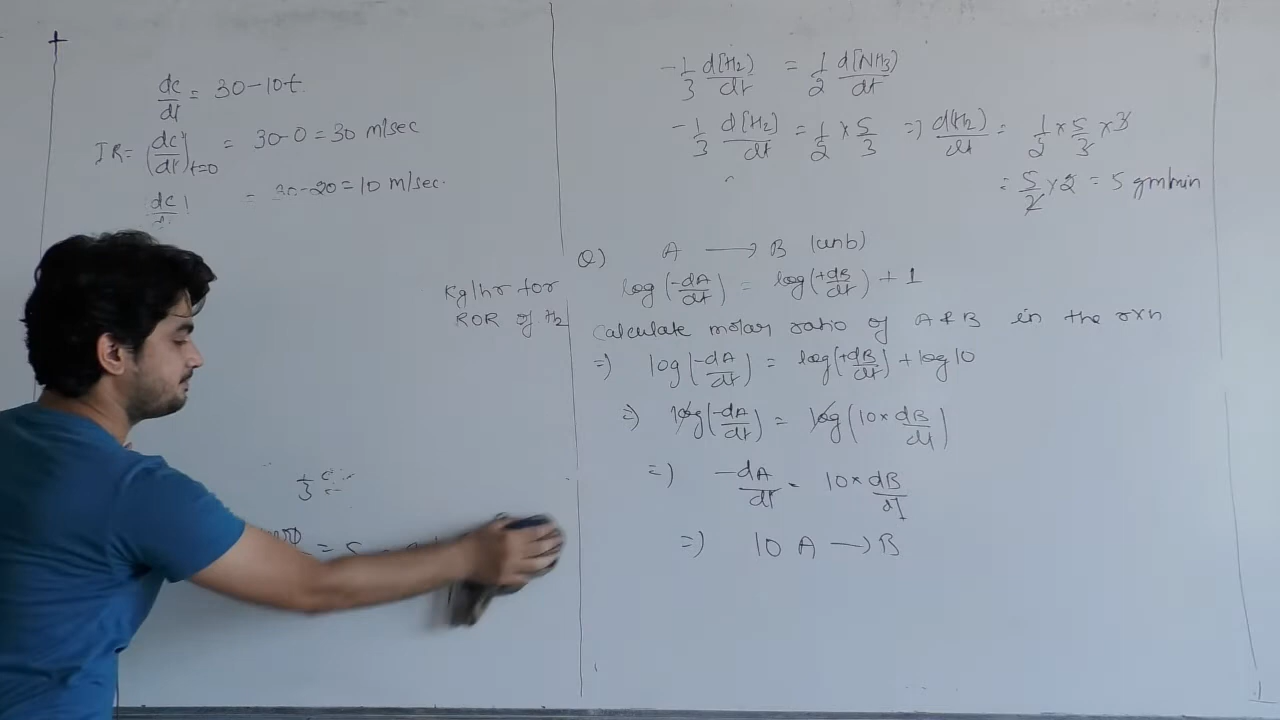 dc/dt = 30-10t
IR = (dc/dt)t=0 = 30-0 = 30 m/sec
dc = 30-20 = 10 m/sec.
Kg/hr for
ROR of H2
1/3
= 5
-1/3 d[H2)/dt = 1/2 d[NH3)/dt
-1/3 d[H2)/dt = 1/2 × 5/3 => d(H2)/dt = 1/2 × 5/3 × 3
= 5/2 × 2 = 5 gm/min
Q) A ⟶ B (unb)
log(-dA/dt) = log(+dB/dt) + 1
Calculate molar ratio of A & B in the rxn
=) log(-dA/dt) = log(+dB/dt) + log 10
=) log(-dA/dt) = log(10× dB/dt)
=) -dA/dt = 10× dB/dt
=) 10 A ⟶ B